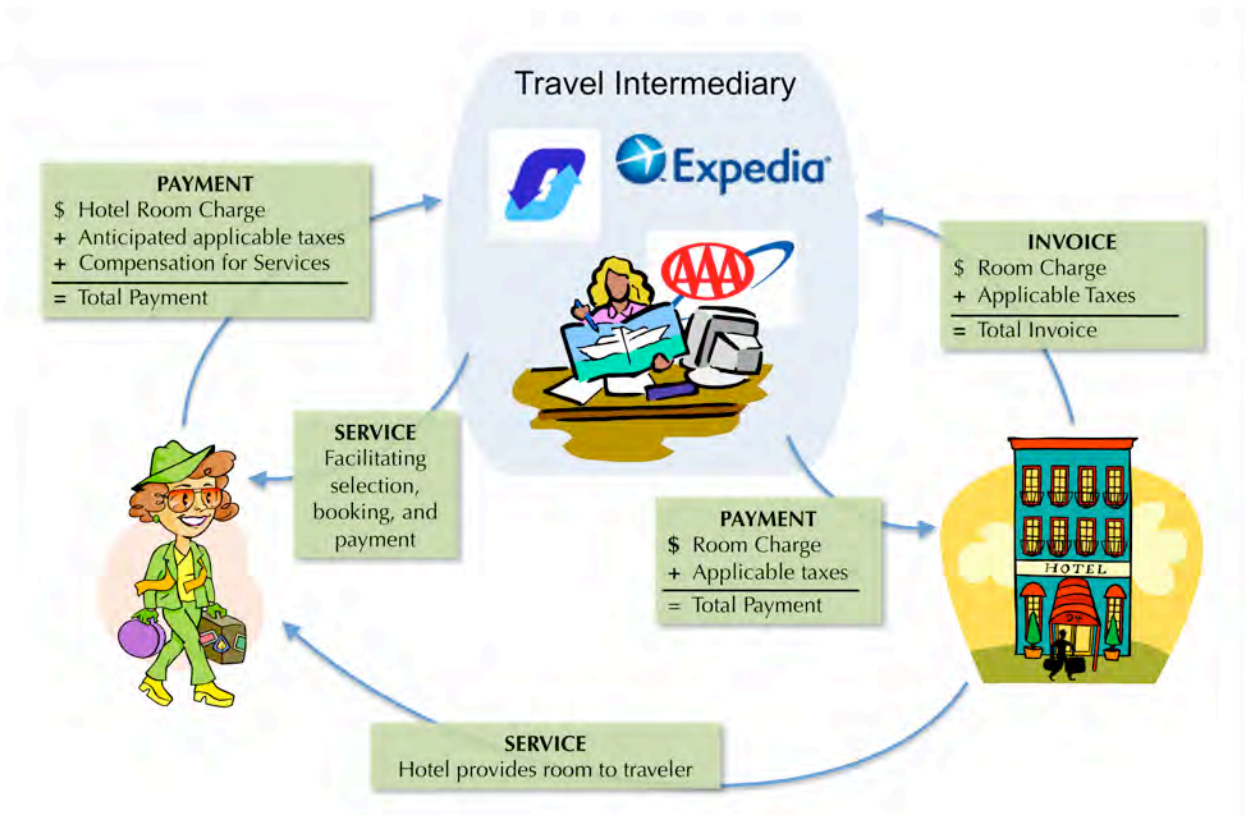 Travel Intermediary
Expedia
AAA
PAYMENT
$ Hotel Room Charge
+ Anticipated applicable taxes
+ Compensation for Services
= Total Payment
INVOICE
$ Room Charge
+ Applicable Taxes
= Total Invoice
SERVICE
Facilitating
selection,
booking, and
payment
PAYMENT
$ Room Charge
+ Applicable taxes
= Total Payment
HOTEL
24
SERVICE
Hotel provides room to traveler